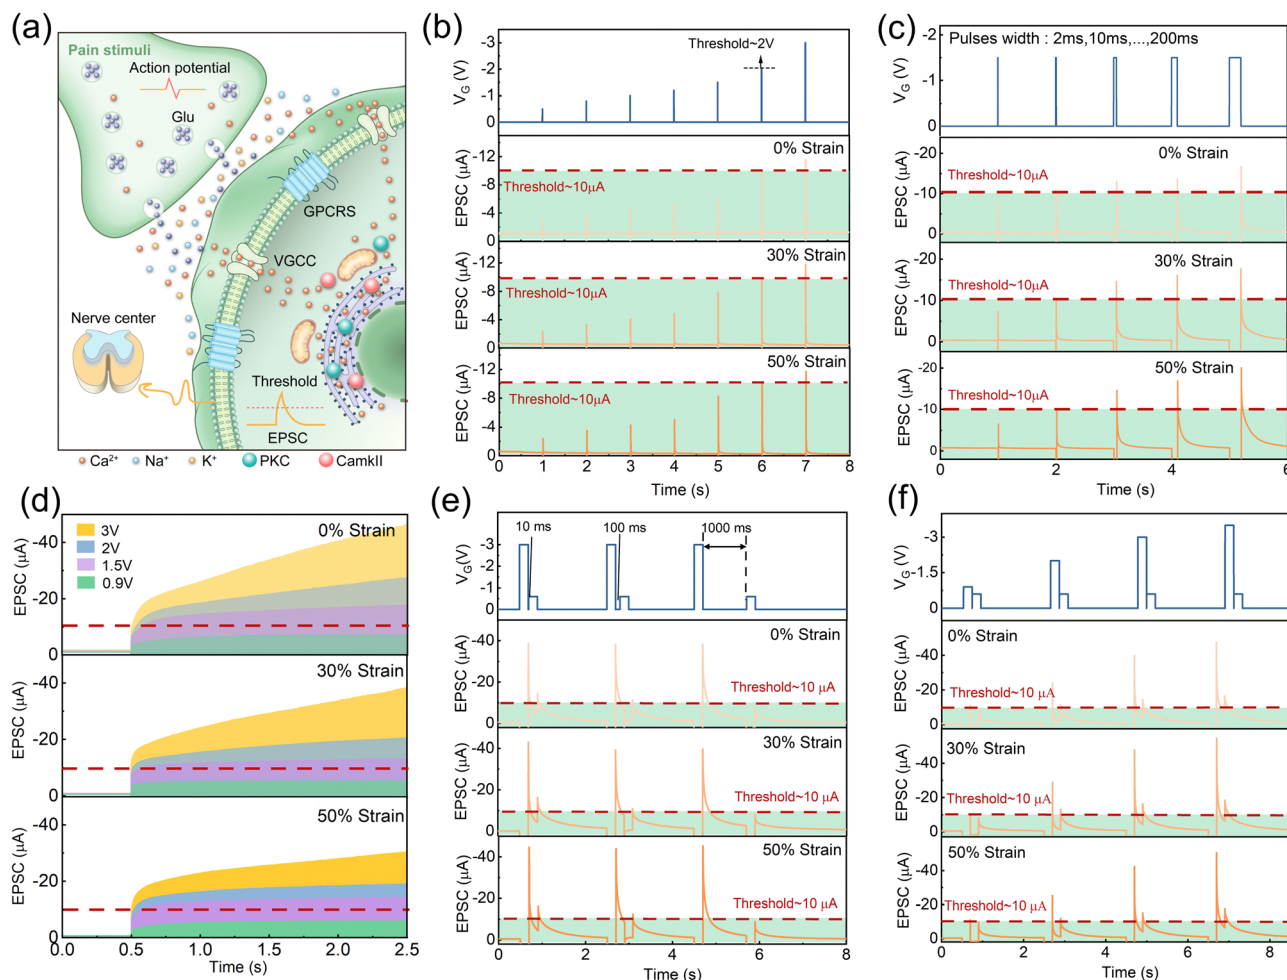 (a)
Pain stimuli
Action potential
Glu
GPCRS
VGCC
Nerve center
Threshold
EPSC
Ca²⁺ Na⁺ K⁺ PKC CamkII
(b)
V_G (V)
-3
-2
-1
0
Threshold~2V
EPSC (μA)
-12
-8
-4
0
0% Strain
Threshold~10μA
EPSC (μA)
-12
-8
-4
0
30% Strain
Threshold~10μA
EPSC (μA)
-12
-8
-4
0
50% Strain
Threshold~10μA
0 1 2 3 4 5 6 7 8
Time (s)
(c)
Pulses width : 2ms,10ms,...,200ms
V_G (V)
-2
-1
0
EPSC (μA)
-20
-10
0
0% Strain
Threshold~10μA
EPSC (μA)
-20
-10
0
30% Strain
Threshold~10μA
EPSC (μA)
-20
-10
0
50% Strain
Threshold~10μA
0 2 4 6
Time (s)
(d)
3V
2V
1.5V
0.9V
EPSC (μA)
-40
-20
0
0% Strain
EPSC (μA)
-40
-20
0
30% Strain
EPSC (μA)
-40
-20
0
50% Strain
0.0 0.5 1.0 1.5 2.0 2.5
Time (s)
(e)
10 ms
100 ms
1000 ms
V_G(V)
-3
-2
-1
0
EPSC (μA)
-40
-20
0
0% Strain
Threshold~10 μA
EPSC (μA)
-40
-20
0
30% Strain
Threshold~10 μA
EPSC (μA)
-40
-20
0
50% Strain
Threshold~10 μA
0 2 4 6 8
Time (s)
(f)
V_G (V)
-3
-1.5
0
EPSC (μA)
-40
-20
0
0% Strain
Threshold~10 μA
EPSC (μA)
-40
-20
0
30% Strain
Threshold~10 μA
EPSC (μA)
-40
-20
0
50% Strain
Threshold~10 μA
0 2 4 6 8
Time (s)